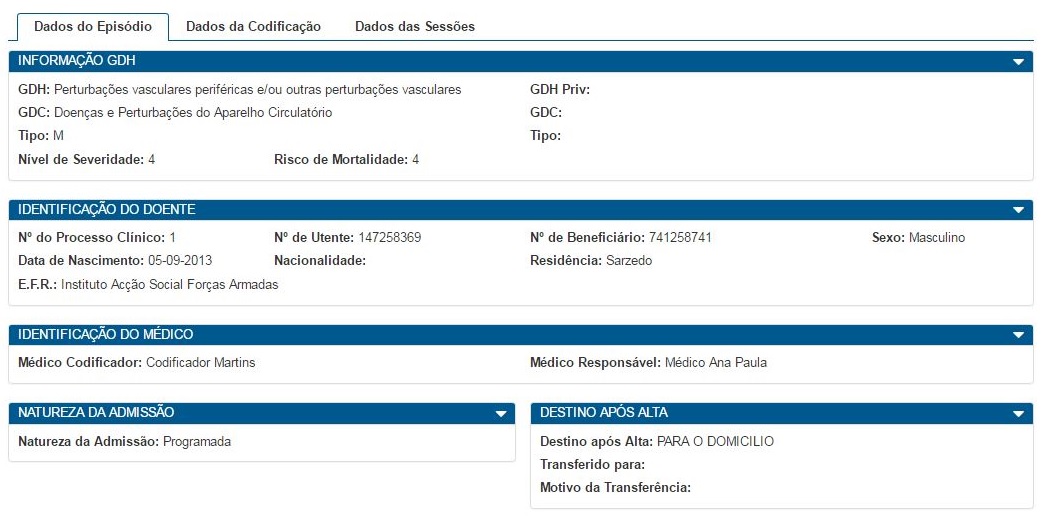 Dados do Episódio Dados da Codificação Dados das Sessões
INFORMAÇÃO GDH
GDH: Perturbações vasculares periféricas e/ou outras perturbações vasculares GDH Priv:
GDC: Doenças e Perturbações do Aparelho Circulatório GDC:
Tipo: M Tipo:
Nível de Severidade: 4 Risco de Mortalidade: 4
IDENTIFICAÇÃO DO DOENTE
Nº do Processo Clínico: 1 Nº de Utente: 147258369 Nº de Beneficiário: 741258741 Sexo: Masculino
Data de Nascimento: 05-09-2013 Nacionalidade: Residência: Sarzedo
E.F.R.: Instituto Acção Social Forças Armadas
IDENTIFICAÇÃO DO MÉDICO
Médico Codificador: Codificador Martins Médico Responsável: Médico Ana Paula
NATUREZA DA ADMISSÃO
Natureza da Admissão: Programada
DESTINO APÓS ALTA
Destino após Alta: PARA O DOMICILIO
Transferido para:
Motivo da Transferência: